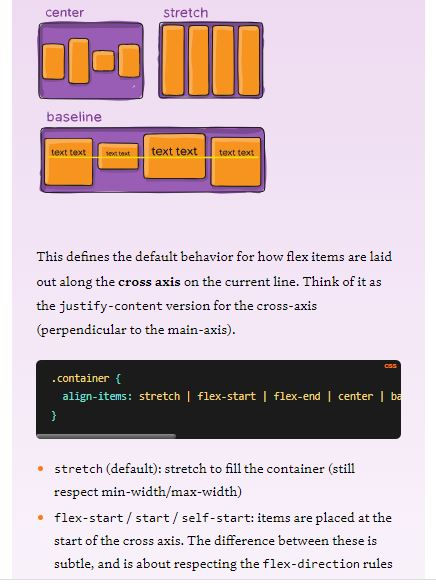 center stretch
baseline
text text text text text text text text
This defines the default behavior for how flex items are laid
out along the cross axis on the current line. Think of it as
the justify-content version for the cross-axis
(perpendicular to the main-axis).
css
.container {
align-items: stretch | flex-start | flex-end | center | ba
}
stretch (default): stretch to fill the container (still
respect min-width/max-width)
flex-start / start / self-start: items are placed at the
start of the cross axis. The difference between these is
subtle, and is about respecting the flex-direction rules